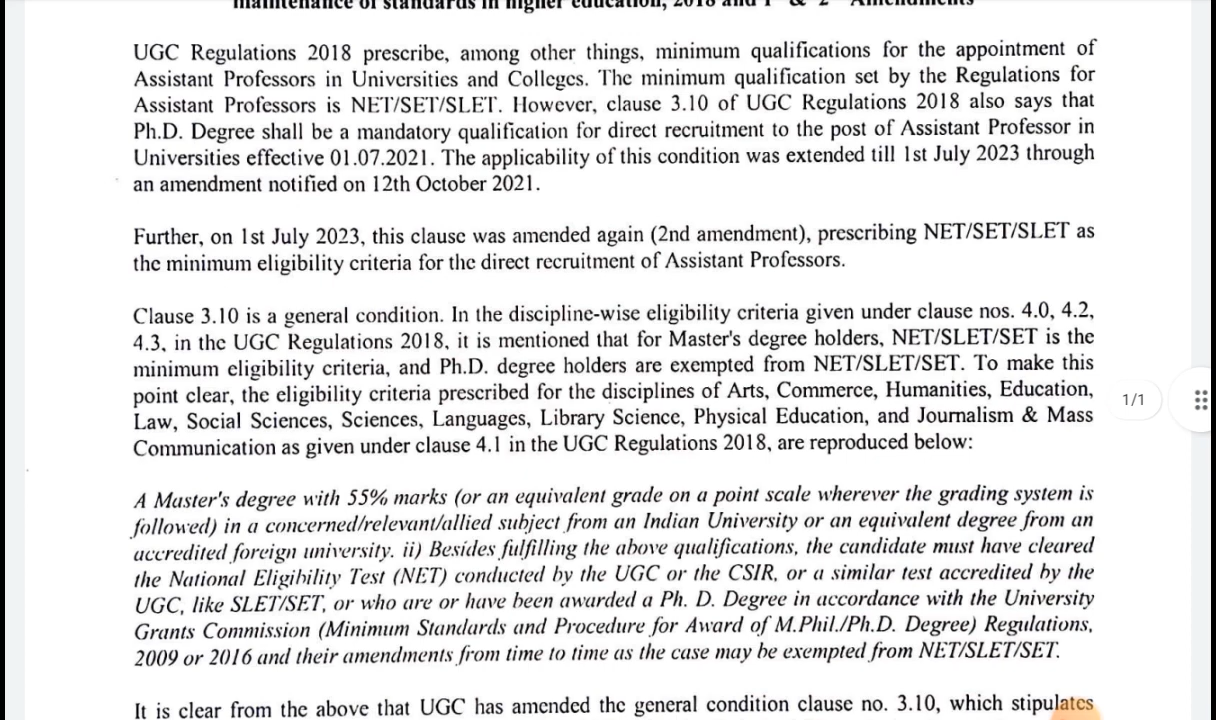 maintenance of standards in higher education, 2018 and 1 & 2 Amendments
UGC Regulations 2018 prescribe, among other things, minimum qualifications for the appointment of
Assistant Professors in Universities and Colleges. The minimum qualification set by the Regulations for
Assistant Professors is NET/SET/SLET. However, clause 3.10 of UGC Regulations 2018 also says that
Ph.D. Degree shall be a mandatory qualification for direct recruitment to the post of Assistant Professor in
Universities effective 01.07.2021. The applicability of this condition was extended till 1st July 2023 through
an amendment notified on 12th October 2021.
Further, on 1st July 2023, this clause was amended again (2nd amendment), prescribing NET/SET/SLET as
the minimum eligibility criteria for the direct recruitment of Assistant Professors.
Clause 3.10 is a general condition. In the discipline-wise eligibility criteria given under clause nos. 4.0, 4.2,
4.3, in the UGC Regulations 2018, it is mentioned that for Master's degree holders, NET/SLET/SET is the
minimum eligibility criteria, and Ph.D. degree holders are exempted from NET/SLET/SET. To make this
point clear, the eligibility criteria prescribed for the disciplines of Arts, Commerce, Humanities, Education,
Law, Social Sciences, Sciences, Languages, Library Science, Physical Education, and Journalism & Mass
Communication as given under clause 4.1 in the UGC Regulations 2018, are reproduced below:
1/1
A Master's degree with 55% marks (or an equivalent grade on a point scale wherever the grading system is
followed) in a concerned/relevant/allied subject from an Indian University or an equivalent degree from an
accredited foreign university. ii) Besides fulfilling the above qualifications, the candidate must have cleared
the National Eligibility Test (NET) conducted by the UGC or the CSIR, or a similar test accredited by the
UGC, like SLET/SET, or who are or have been awarded a Ph. D. Degree in accordance with the University
Grants Commission (Minimum Standards and Procedure for Award of M.Phil./Ph.D. Degree) Regulations,
2009 or 2016 and their amendments from time to time as the case may be exempted from NET/SLET/SET.
It is clear from the above that UGC has amended the general condition clause no. 3.10, which stipulates